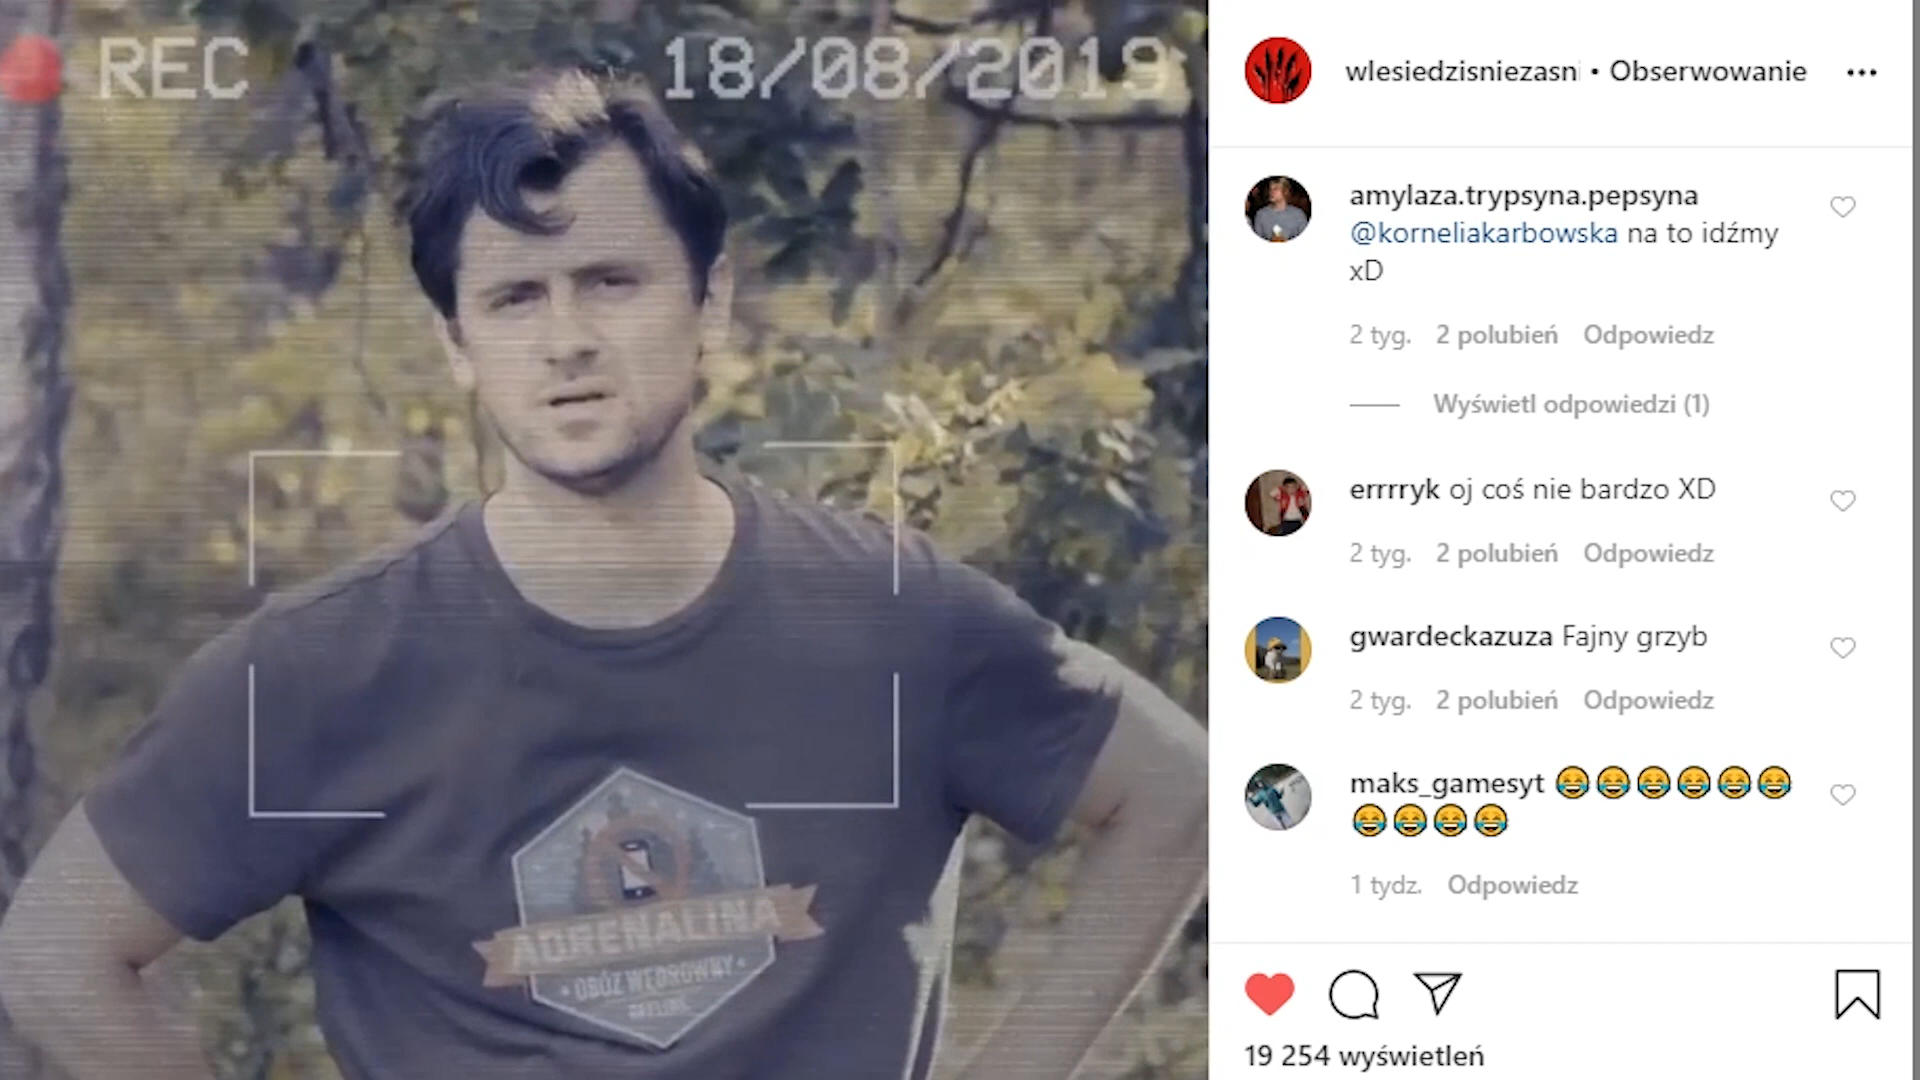 REC
18/08/2019
ADRENALINA
OBÓZ WĘDROWNY
OFFLINE
wlesiedzisniezasn • Obserwowanie
amylaza.trypsyna.pepsyna
@korneliakarbowska na to idźmy
xD
2 tyg. 2 polubień Odpowiedz
Wyświetl odpowiedzi (1)
errrryk oj coś nie bardzo XD
2 tyg. 2 polubień Odpowiedz
gwardeckazuza Fajny grzyb
2 tyg. 2 polubień Odpowiedz
maks_gamesyt 😂😂😂😂😂😂
😂😂😂😂
1 tydz. Odpowiedz
19 254 wyświetleń